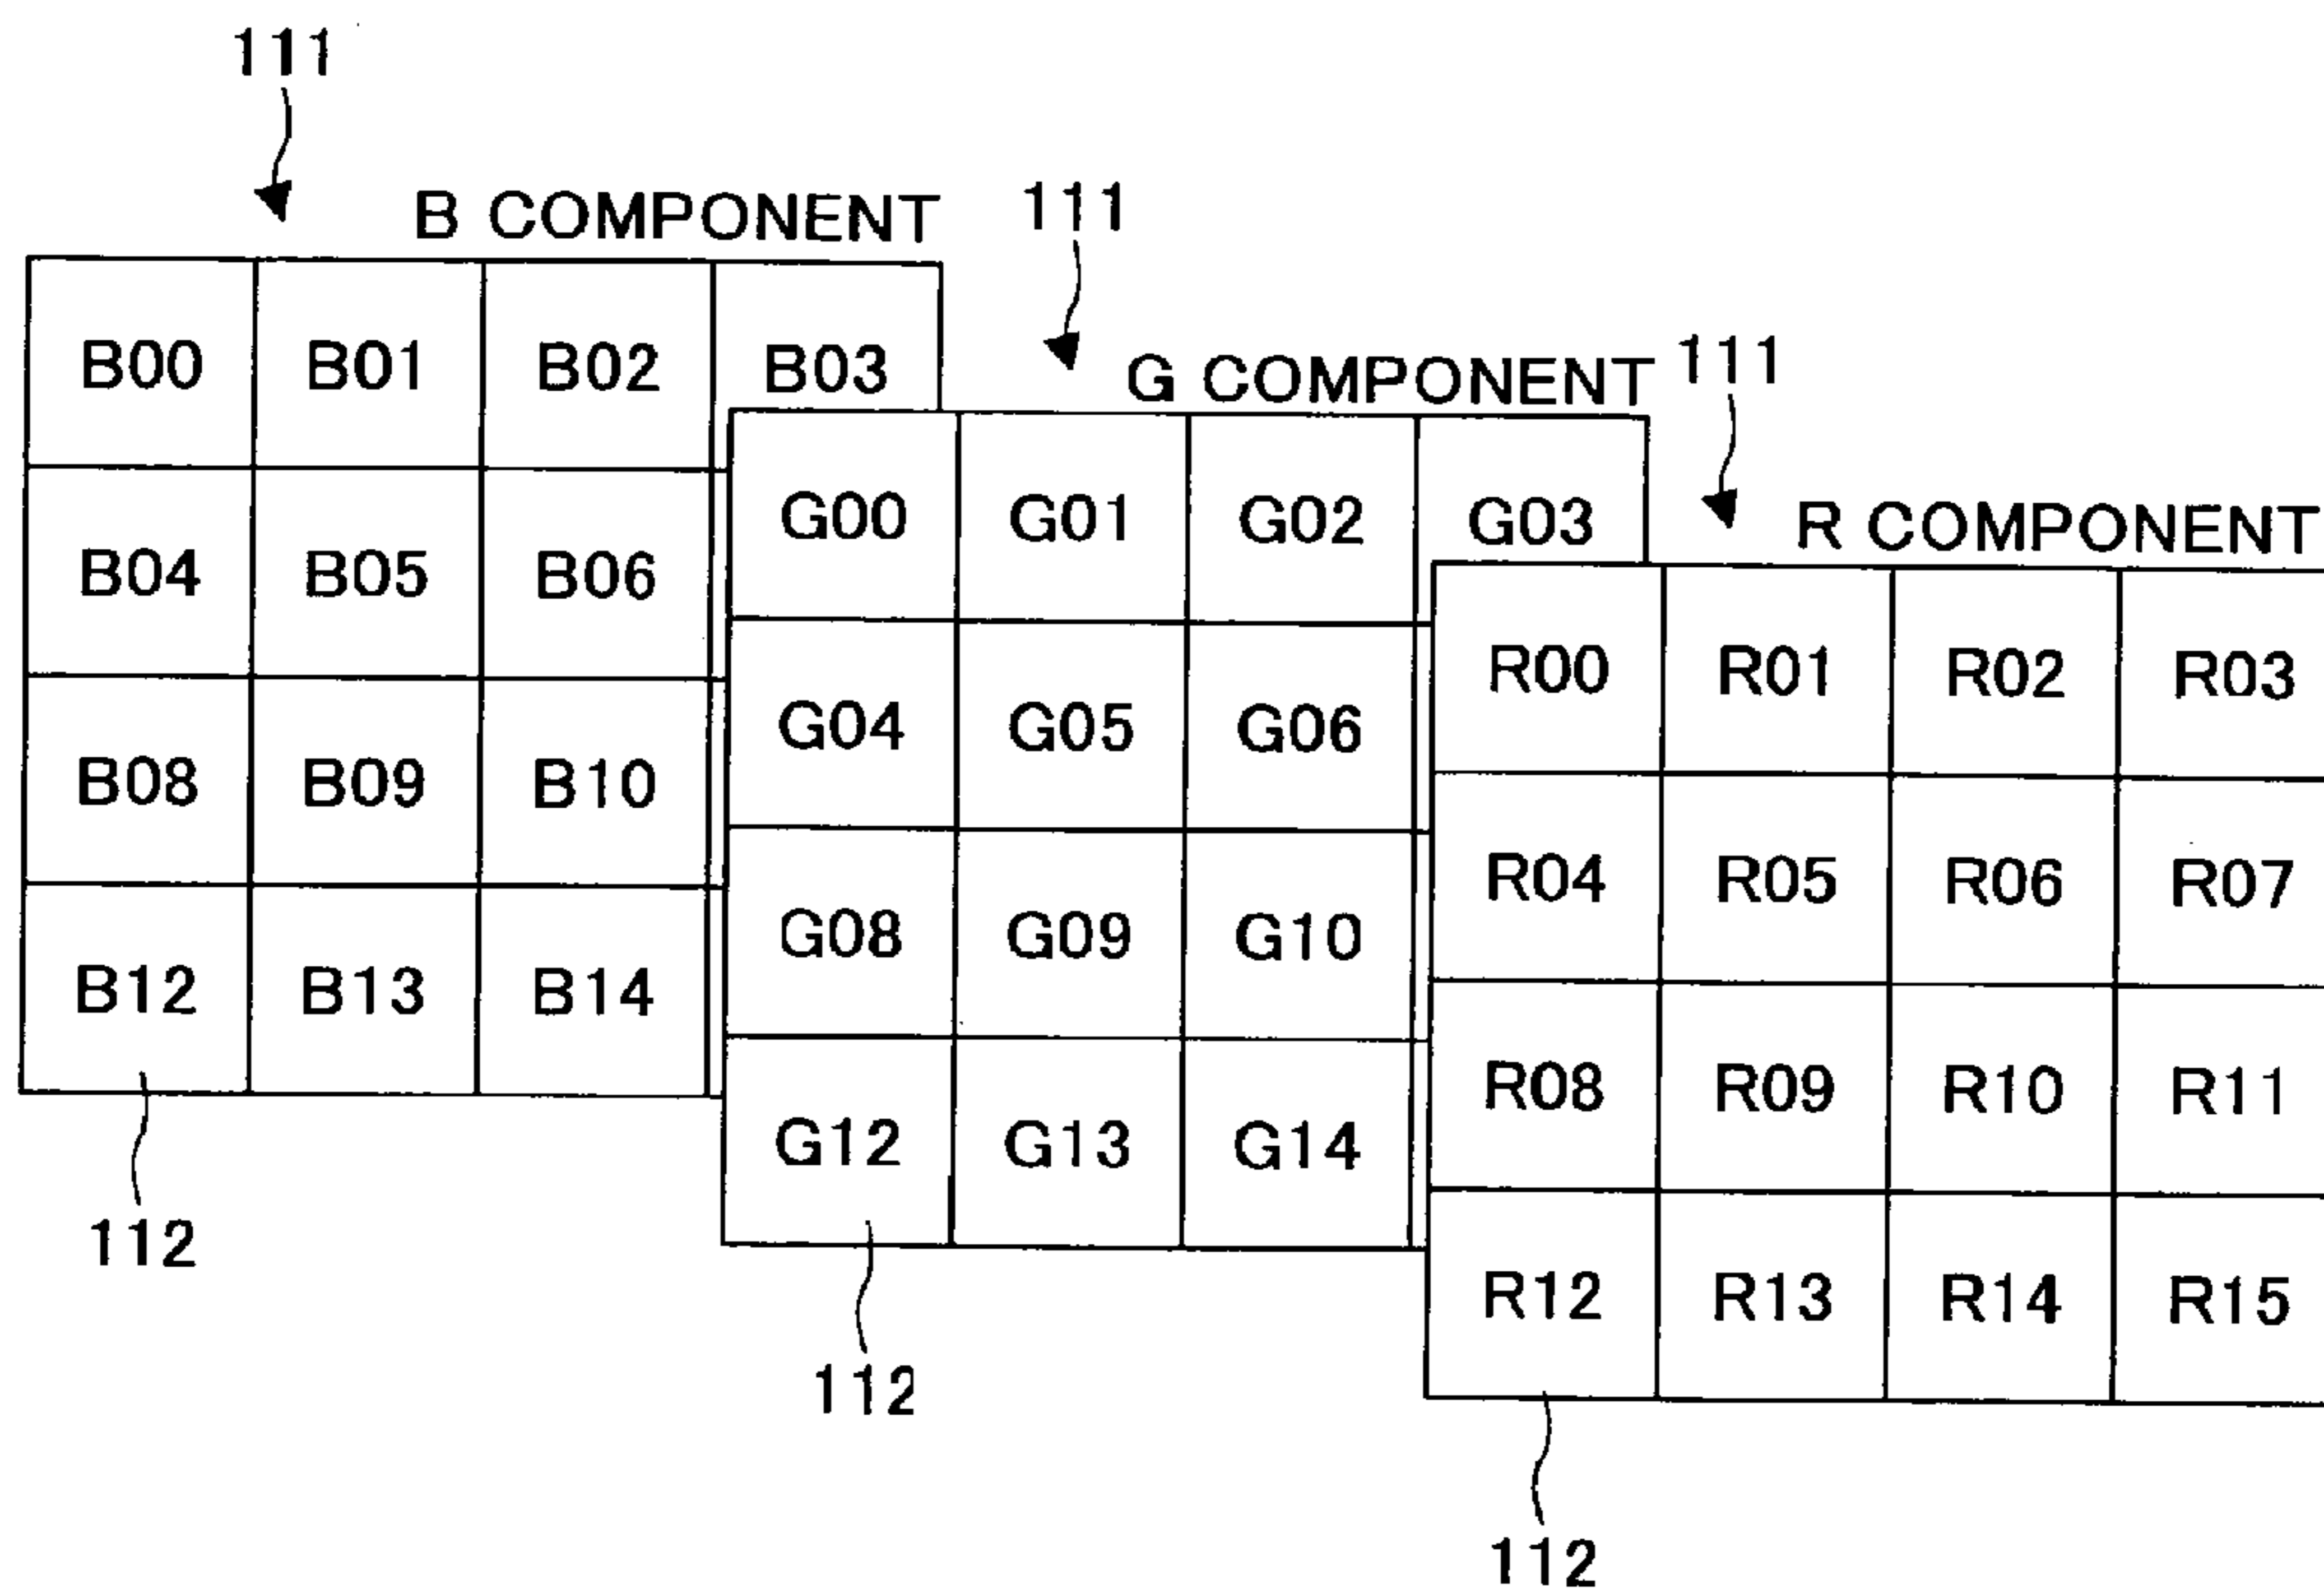 111
B COMPONENT
111
B00 B01 B02 B03
G COMPONENT
111
B04 B05 B06
G00 G01 G02 G03
R COMPONENT
B08 B09 B10
G04 G05 G06
R00 R01 R02 R03
B12 B13 B14
G08 G09 G10
R04 R05 R06 R07
112
G12 G13 G14
R08 R09 R10 R11
112
R12 R13 R14 R15
112